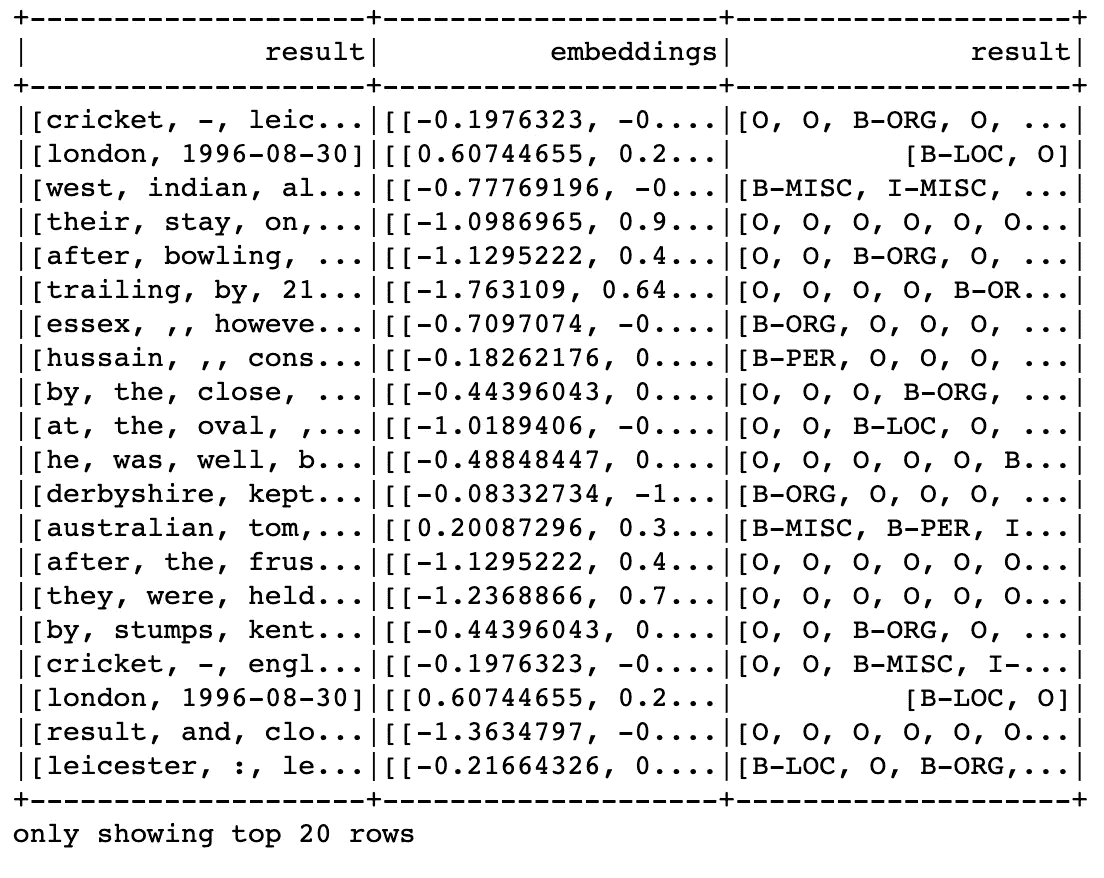 +--------------------+--------------------+--------------------+
|              result|          embeddings|              result|
+--------------------+--------------------+--------------------+
|[cricket, -, leic...|[[-0.1976323, -0....|[O, O, B-ORG, O, ...|
|[london, 1996-08-30]|[[0.60744655, 0.2...|          [B-LOC, O]|
|[west, indian, al...|[[-0.77769196, -0...|[B-MISC, I-MISC, ...|
|[their, stay, on,...|[[-1.0986965, 0.9...|[O, O, O, O, O, O...|
|[after, bowling, ...|[[-1.1295222, 0.4...|[O, O, B-ORG, O, ...|
|[trailing, by, 21...|[[-1.763109, 0.64...|[O, O, O, O, B-OR...|
|[essex, ,, howeve...|[[-0.7097074, -0....|[B-ORG, O, O, O, ...|
|[hussain, ,, cons...|[[-0.18262176, 0....|[B-PER, O, O, O, ...|
|[by, the, close, ...|[[-0.44396043, 0....|[O, O, O, B-ORG, ...|
|[at, the, oval, ,...|[[-1.0189406, -0....|[O, O, B-LOC, O, ...|
|[he, was, well, b...|[[-0.48848447, 0....|[O, O, O, O, O, B...|
|[derbyshire, kept...|[[-0.08332734, -1...|[B-ORG, O, O, O, ...|
|[australian, tom,...|[[0.20087296, 0.3...|[B-MISC, B-PER, I...|
|[after, the, frus...|[[-1.1295222, 0.4...|[O, O, O, O, O, O...|
|[they, were, held...|[[-1.2368866, 0.7...|[O, O, O, O, O, O...|
|[by, stumps, kent...|[[-0.44396043, 0....|[O, O, B-ORG, O, ...|
|[cricket, -, engl...|[[-0.1976323, -0....|[O, O, B-MISC, I-...|
|[london, 1996-08-30]|[[0.60744655, 0.2...|          [B-LOC, O]|
|[result, and, clo...|[[-1.3634797, -0....|[O, O, O, O, O, O...|
|[leicester, :, le...|[[-0.21664326, 0....|[B-LOC, O, B-ORG,...|
+--------------------+--------------------+--------------------+
only showing top 20 rows